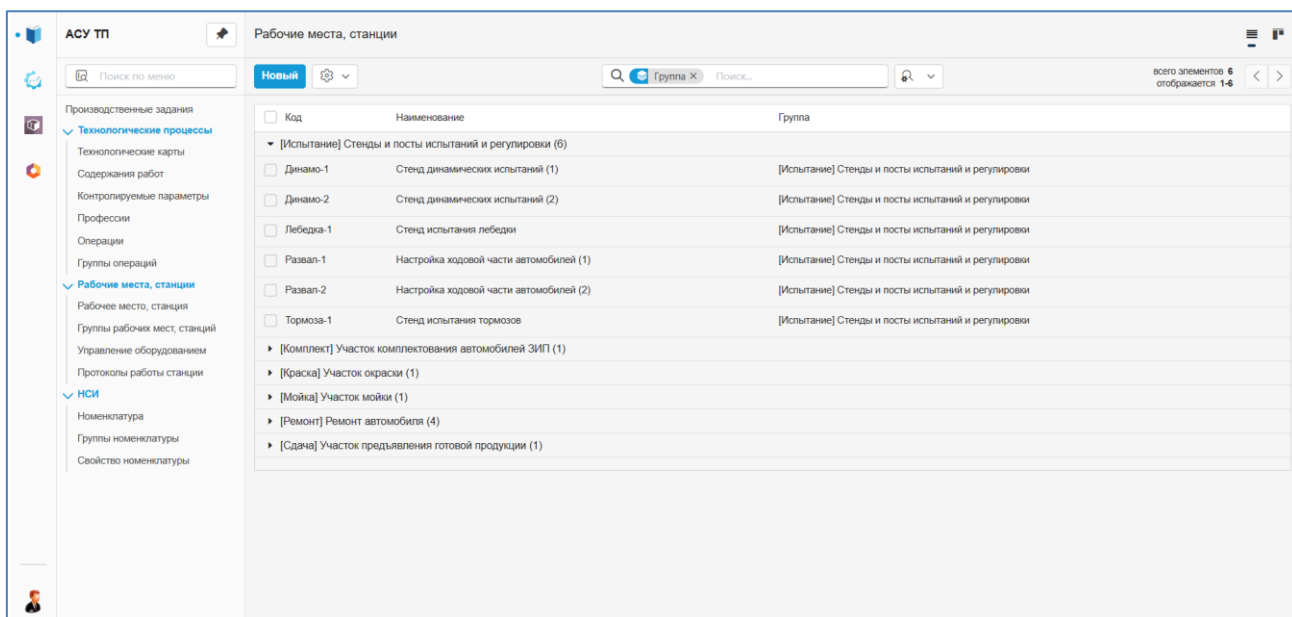 АСУ ТП
Рабочие места, станции
Поиск по меню
Новый
Группа × Поиск...
всего элементов 6
отображается 1-6
Производственные задания
Технологические процессы
Технологические карты
Содержания работ
Контролируемые параметры
Профессии
Операции
Группы операций
Рабочие места, станции
Рабочее место, станция
Группы рабочих мест, станций
Управление оборудованием
Протоколы работы станции
НСИ
Номенклатура
Группы номенклатуры
Свойство номенклатуры
Код Наименование Группа
[Испытание] Стенды и посты испытаний и регулировки (6)
Динамо-1 Стенд динамических испытаний (1) [Испытание] Стенды и посты испытаний и регулировки
Динамо-2 Стенд динамических испытаний (2) [Испытание] Стенды и посты испытаний и регулировки
Лебедка-1 Стенд испытания лебедки [Испытание] Стенды и посты испытаний и регулировки
Развал-1 Настройка ходовой части автомобилей (1) [Испытание] Стенды и посты испытаний и регулировки
Развал-2 Настройка ходовой части автомобилей (2) [Испытание] Стенды и посты испытаний и регулировки
Тормоза-1 Стенд испытания тормозов [Испытание] Стенды и посты испытаний и регулировки
[Комплект] Участок комплектования автомобилей ЗИП (1)
[Краска] Участок окраски (1)
[Мойка] Участок мойки (1)
[Ремонт] Ремонт автомобиля (4)
[Сдача] Участок предъявления готовой продукции (1)